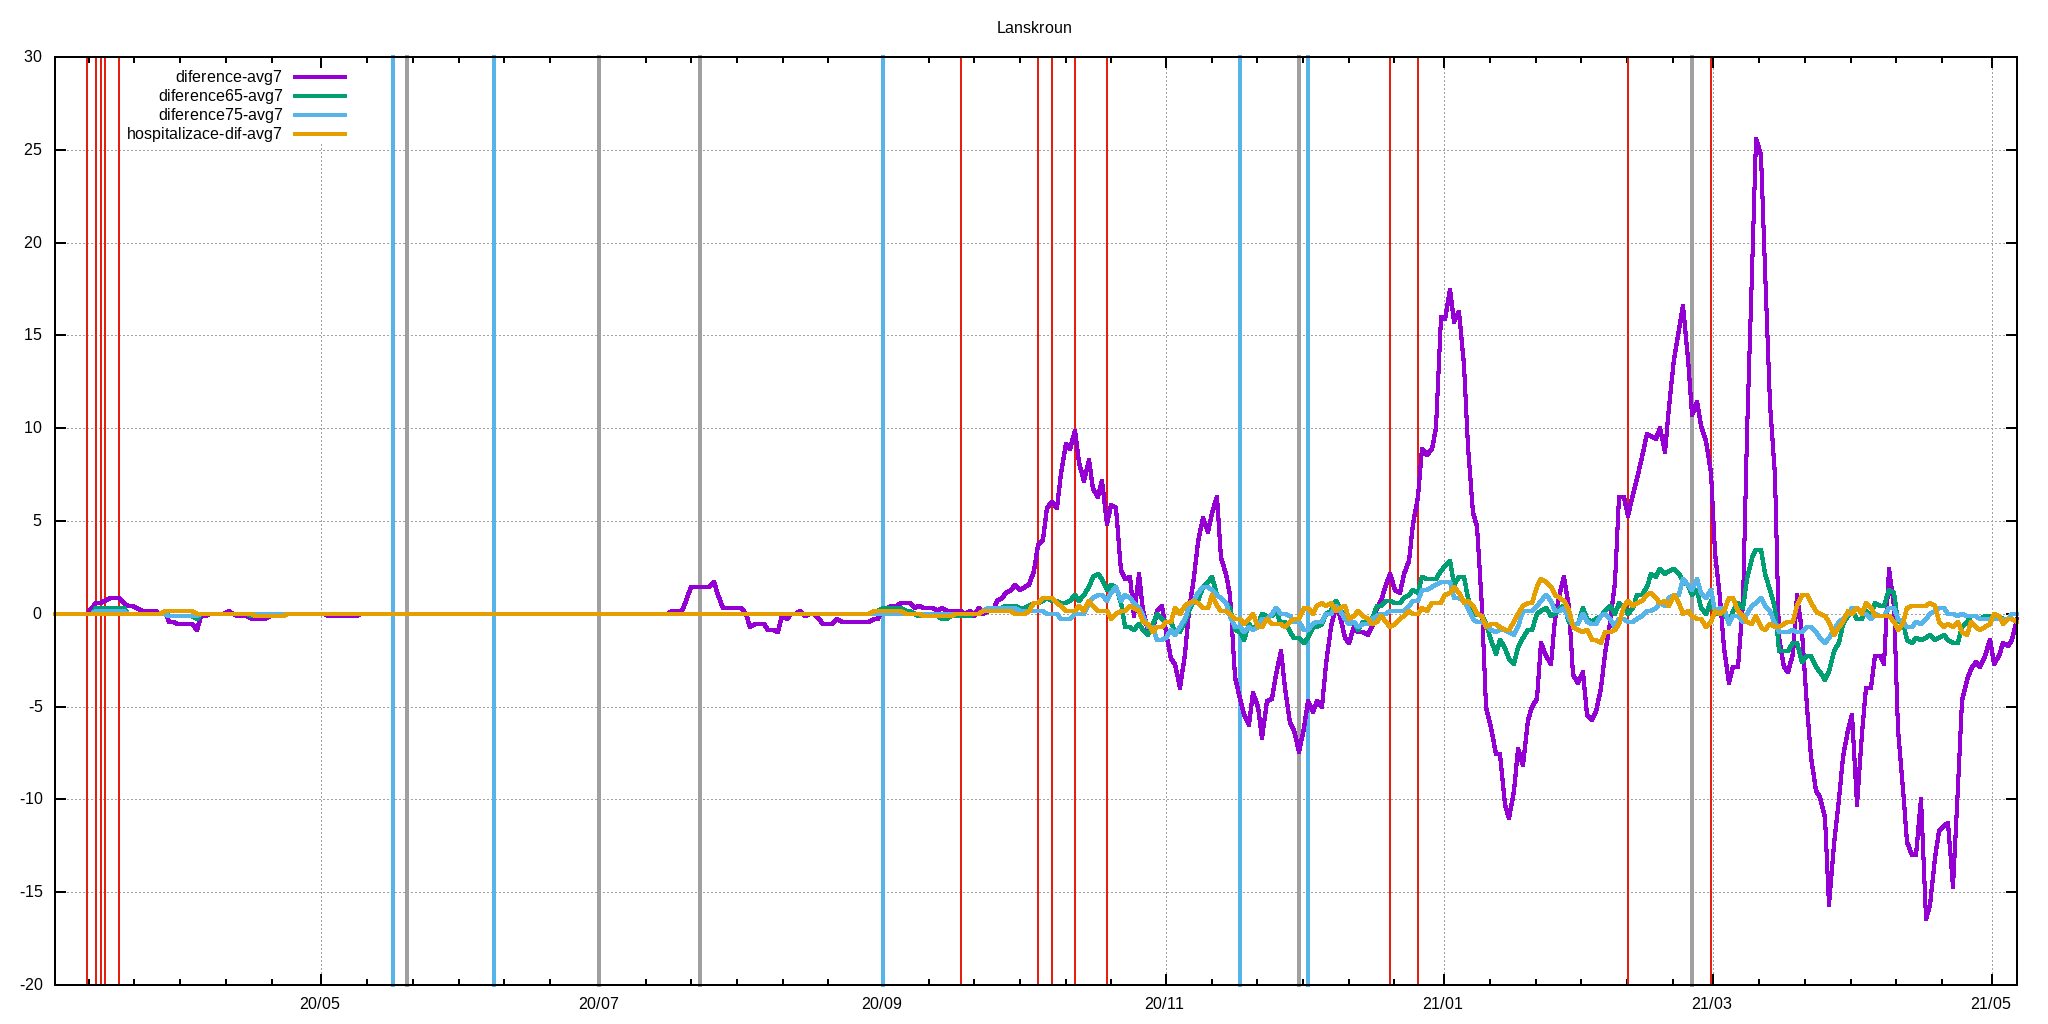 Lanskroun
30
25
20
15
10
5
0
-5
-10
-15
-20
diference-avg7
diference65-avg7
diference75-avg7
hospitalizace-dif-avg7
20/05 20/07 20/09 20/11 21/01 21/03 21/05